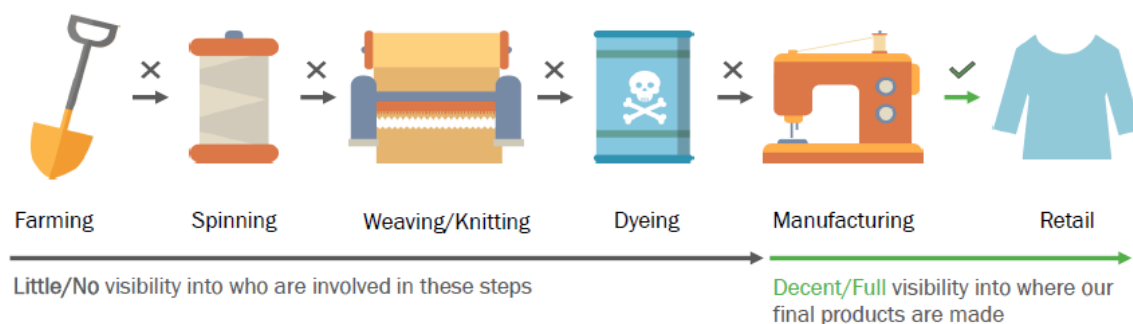 Farming
Spinning
Weaving/Knitting
Dyeing
Manufacturing
Retail
Little/No visibility into who are involved in these steps
Decent/Full visibility into where our
final products are made